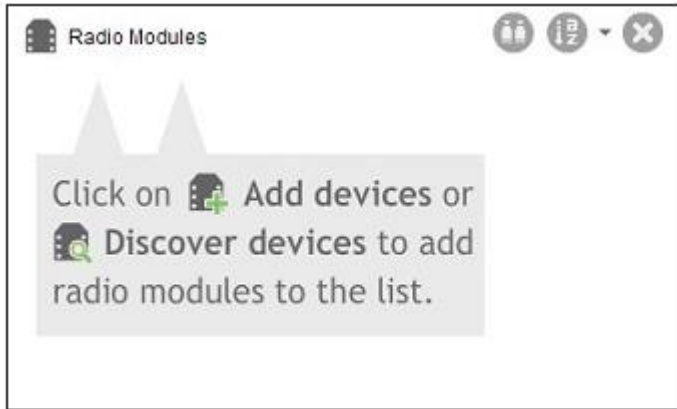 Radio Modules
Click on Add devices or
Discover devices to add
radio modules to the list.